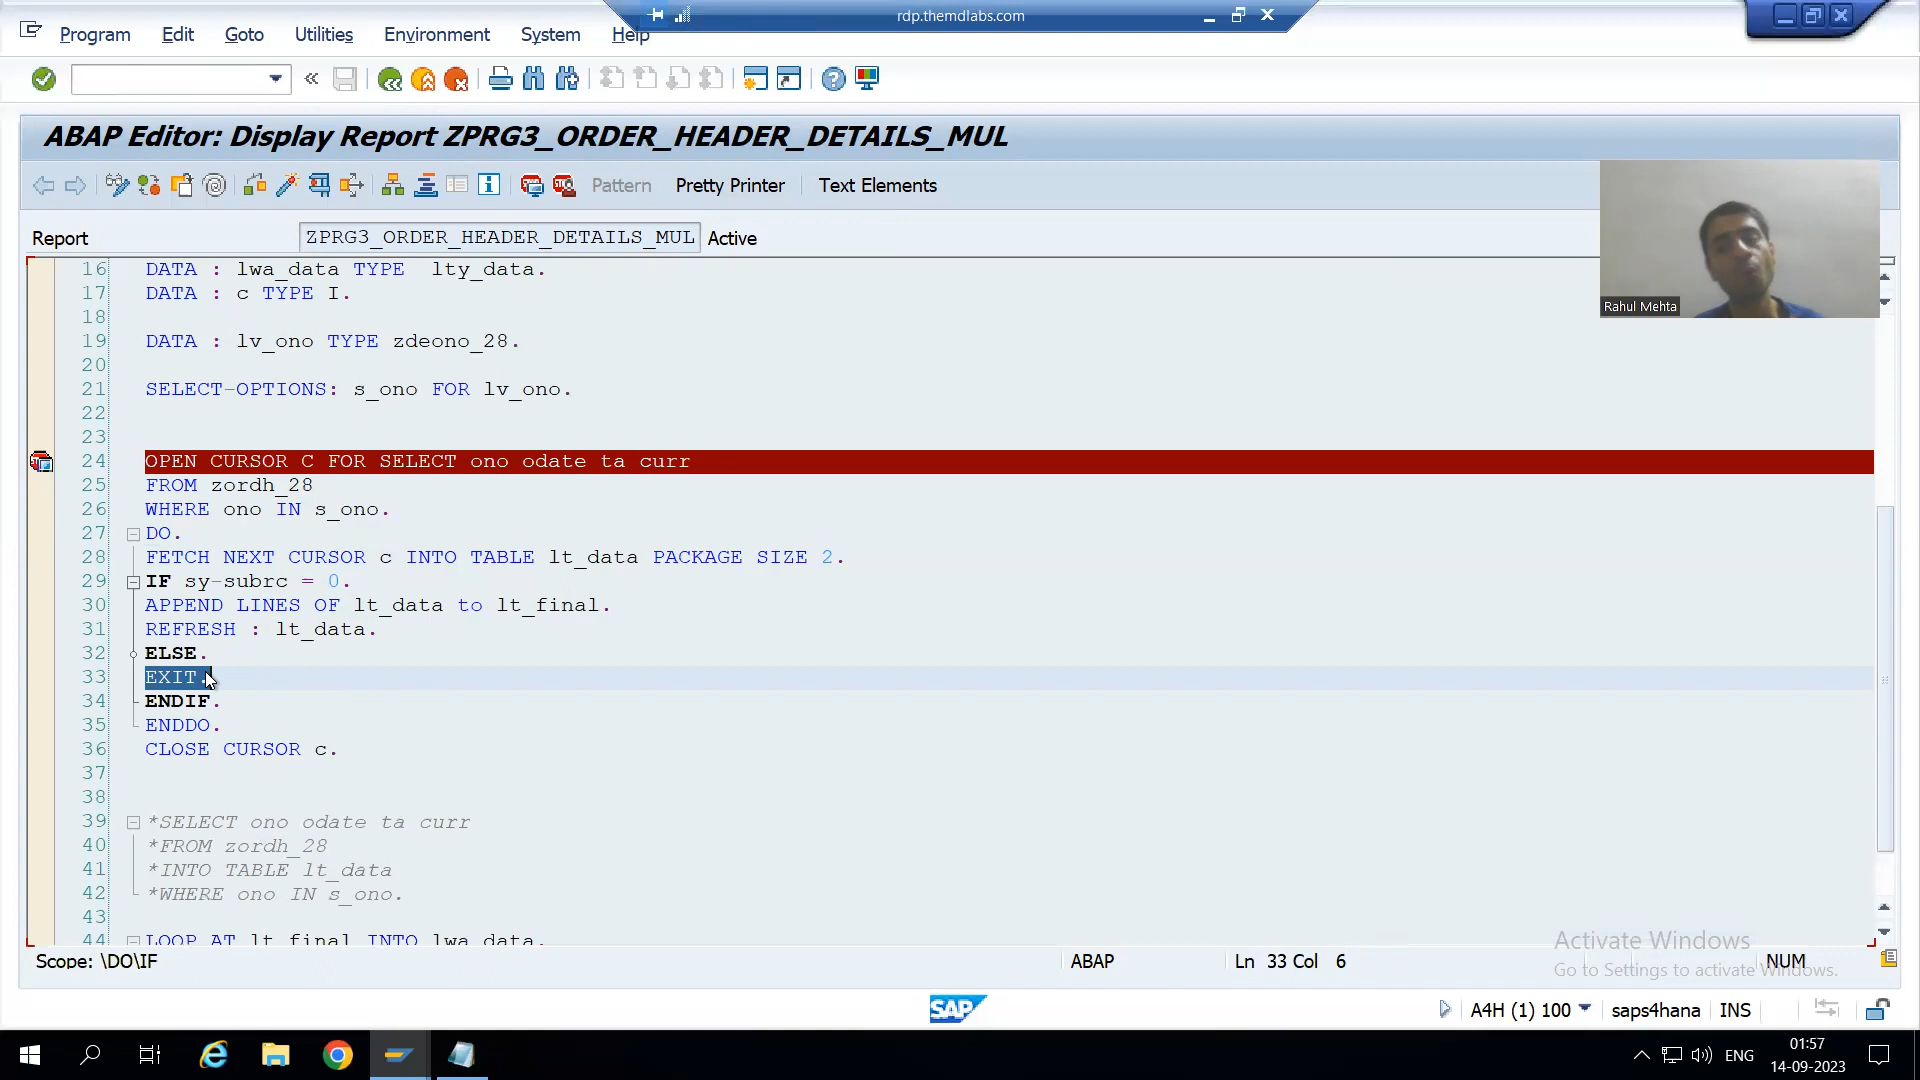 rdp.themdlabs.com
Program Edit Goto Utilities Environment System Help
ABAP Editor: Display Report ZPRG3_ORDER_HEADER_DETAILS_MUL
Pattern Pretty Printer Text Elements
Report ZPRG3_ORDER_HEADER_DETAILS_MUL Active
Rahul Mehta
16 DATA : lwa_data TYPE lty_data.
17 DATA : c TYPE I.
18
19 DATA : lv_ono TYPE zdeono_28.
20
21 SELECT-OPTIONS: s_ono FOR lv_ono.
22
23
24 OPEN CURSOR C FOR SELECT ono odate ta curr
25 FROM zordh_28
26 WHERE ono IN s_ono.
27 DO.
28 FETCH NEXT CURSOR c INTO TABLE lt_data PACKAGE SIZE 2.
29 IF sy-subrc = 0.
30 APPEND LINES OF lt_data to lt_final.
31 REFRESH : lt_data.
32 ELSE.
33 EXIT.
34 ENDIF.
35 ENDDO.
36 CLOSE CURSOR c.
37
38
39 *SELECT ono odate ta curr
40 *FROM zordh_28
41 *INTO TABLE lt_data
42 *WHERE ono IN s_ono.
43
44 LOOP AT lt_final INTO lwa_data.
Activate Windows
Go to Settings to activate Windows.
Scope: \DO\IF ABAP Ln 33 Col 6 NUM
SAP A4H (1) 100 saps4hana INS
ENG 01:57
14-09-2023